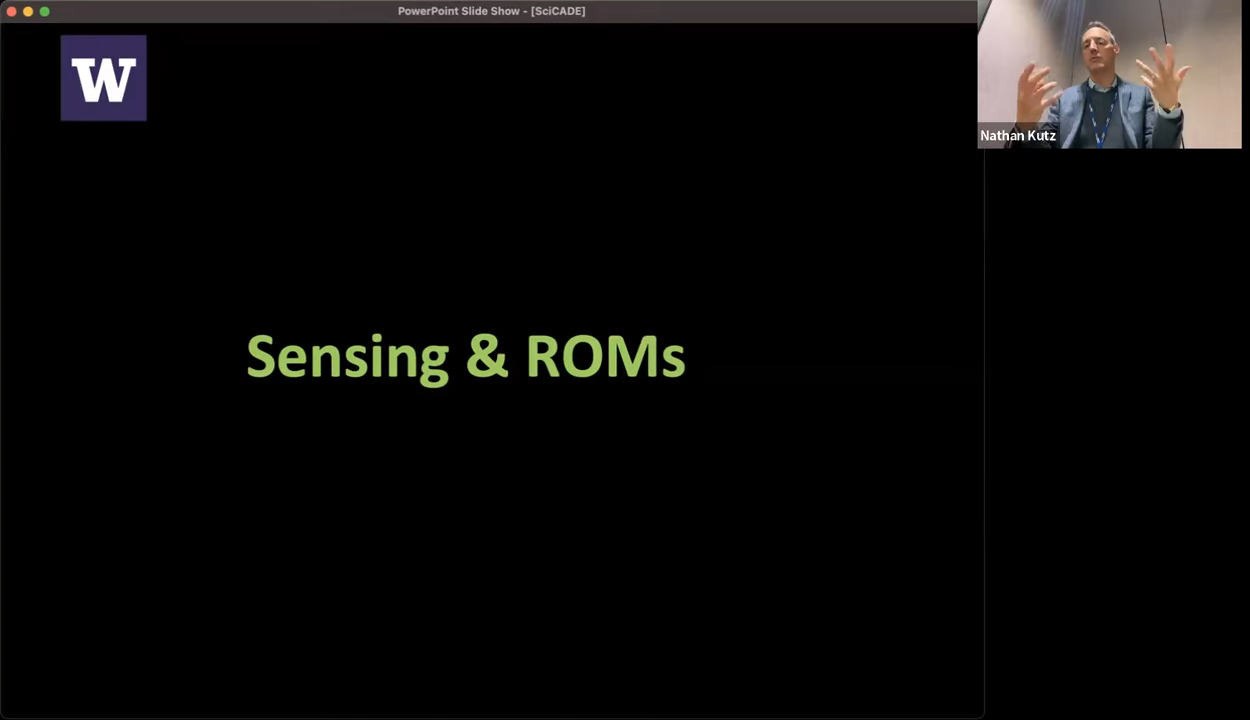 PowerPoint Slide Show - [SciCADE]
W
Nathan Kutz
Sensing & ROMs